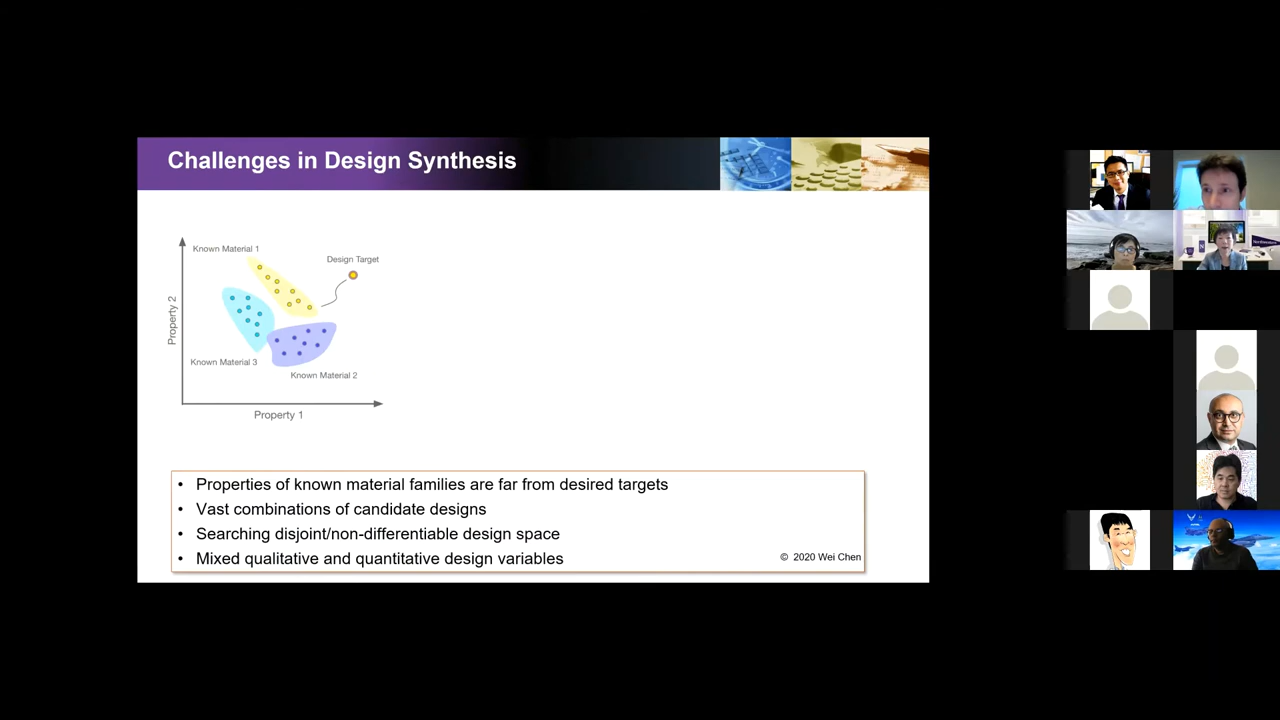 Challenges in Design Synthesis
Known Material 1
Design Target
Property 2
Known Material 3
Known Material 2
Property 1
• Properties of known material families are far from desired targets
• Vast combinations of candidate designs
• Searching disjoint/non-differentiable design space
• Mixed qualitative and quantitative design variables
© 2020 Wei Chen
Northwestern
N